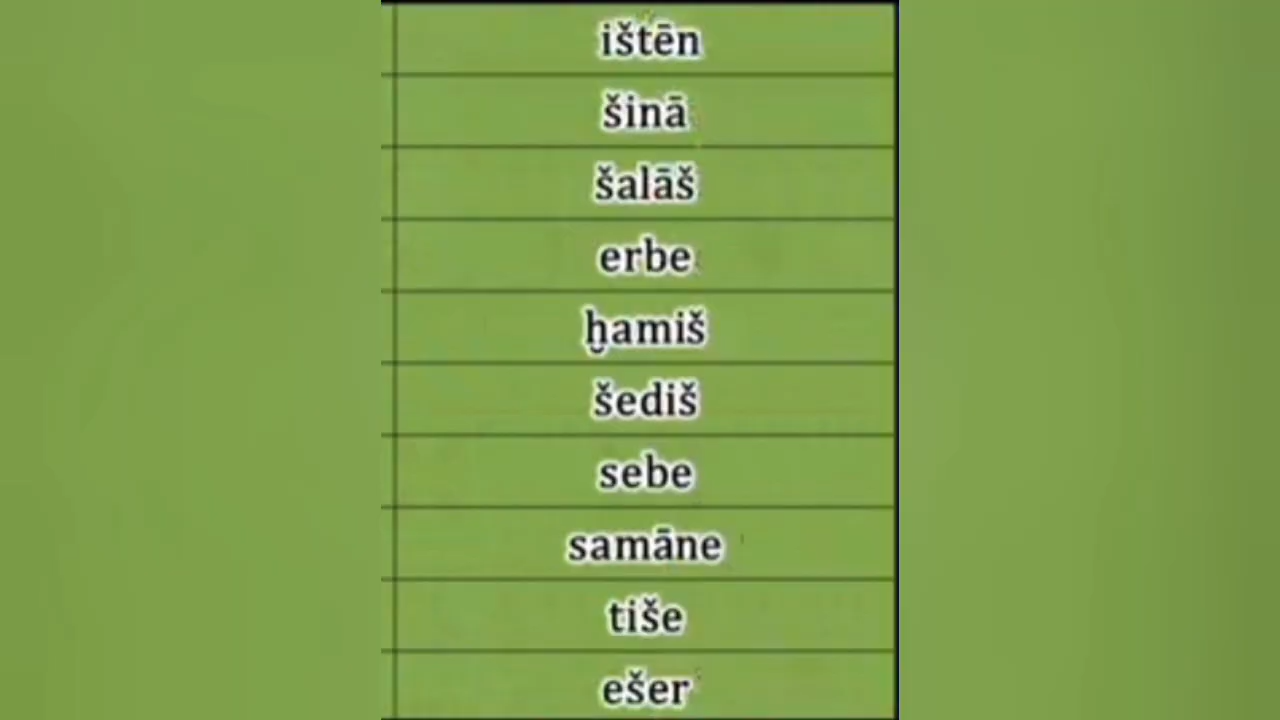 ištēn
šinā
šalāš
erbe
ḫamiš
šediš
sebe
samāne
tiše
ešer